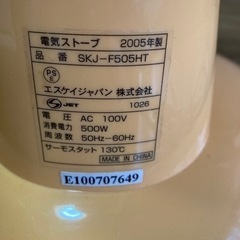 電気ストーブ 2005年製
品番 SKJ-F505HT
PS
E
エスケイジャパン 株式会社
JET 1026
電圧 AC 100V
消費電力 500W
周波数 50Hz-60Hz
サーモスタット 130℃
MADE IN CHINA
E100707649